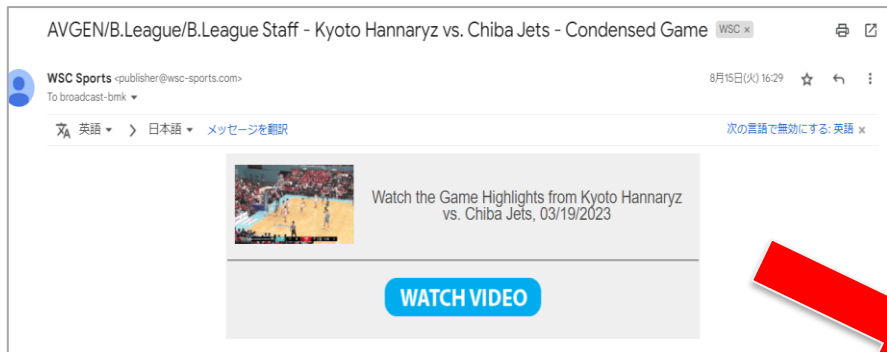 AVGEN/B.League/B.League Staff - Kyoto Hannaryz vs. Chiba Jets - Condensed Game WSC ×
WSC Sports <publisher@wsc-sports.com> 8月15日(火) 16:29
To broadcast-bmk
英語 › 日本語 メッセージを翻訳 次の言語で無効にする: 英語 ×
Watch the Game Highlights from Kyoto Hannaryz
vs. Chiba Jets, 03/19/2023
WATCH VIDEO